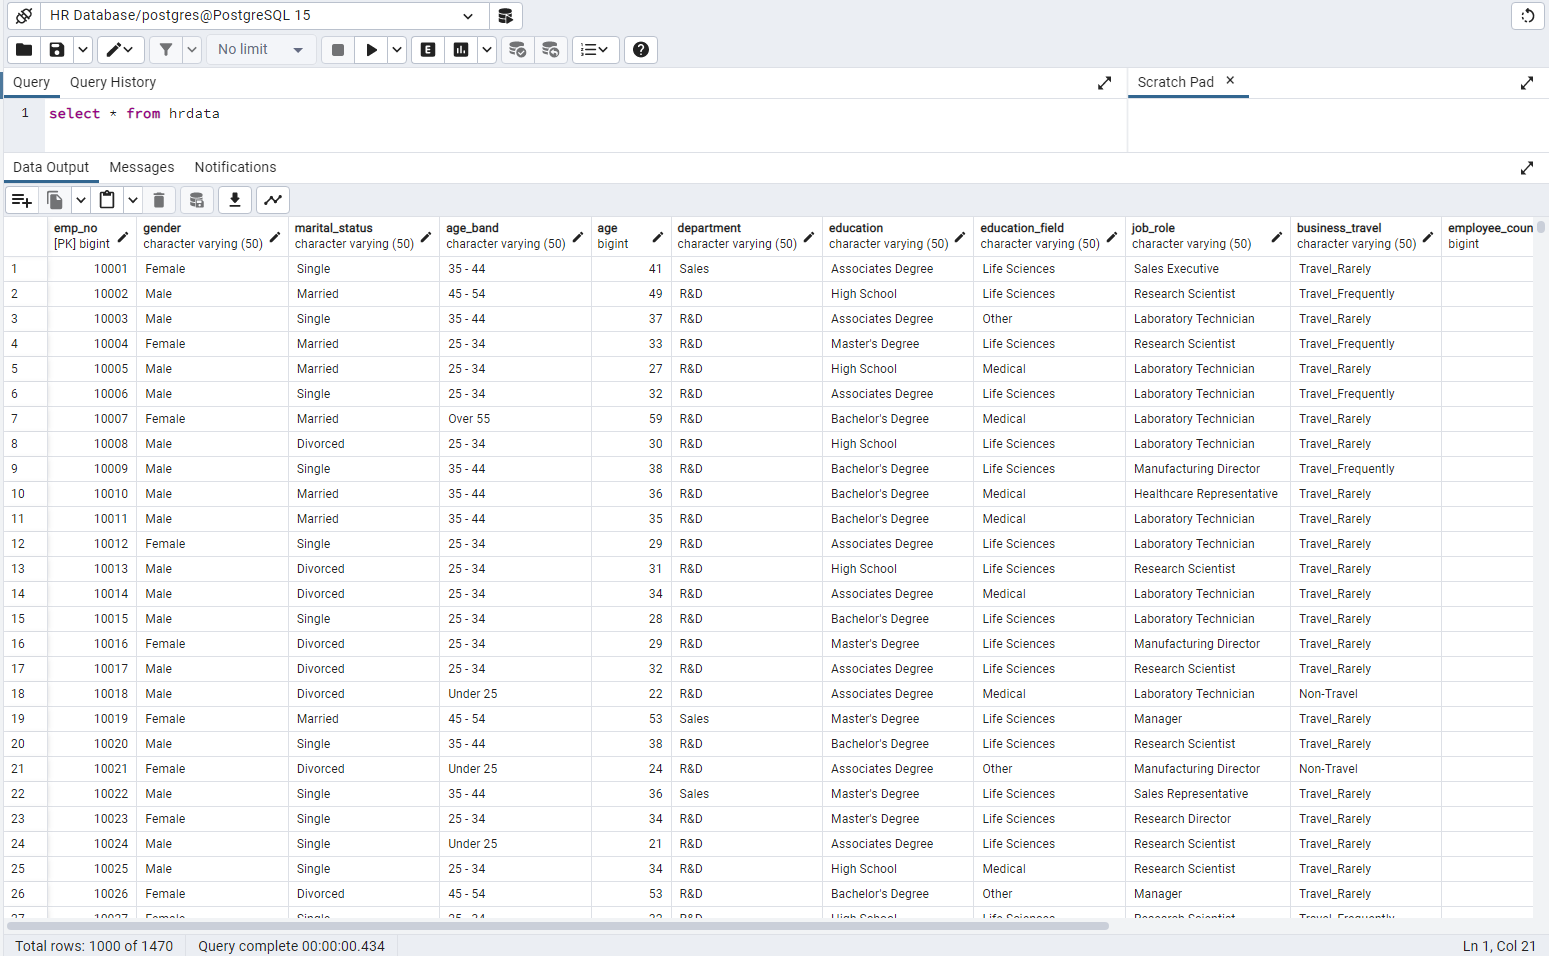 HR Database/postgres@PostgreSQL 15
No limit
E
Query Query History Scratch Pad
1 select * from hrdata
Data Output Messages Notifications
emp_no gender marital_status age_band age department education education_field job_role business_travel employee_coun
[PK] bigint character varying (50) character varying (50) character varying (50) bigint character varying (50) character varying (50) character varying (50) character varying (50) character varying (50) bigint
1 10001 Female Single 35 - 44 41 Sales Associates Degree Life Sciences Sales Executive Travel_Rarely
2 10002 Male Married 45 - 54 49 R&D High School Life Sciences Research Scientist Travel_Frequently
3 10003 Male Single 35 - 44 37 R&D Associates Degree Other Laboratory Technician Travel_Rarely
4 10004 Female Married 25 - 34 33 R&D Master's Degree Life Sciences Research Scientist Travel_Frequently
5 10005 Male Married 25 - 34 27 R&D High School Medical Laboratory Technician Travel_Rarely
6 10006 Male Single 25 - 34 32 R&D Associates Degree Life Sciences Laboratory Technician Travel_Frequently
7 10007 Female Married Over 55 59 R&D Bachelor's Degree Medical Laboratory Technician Travel_Rarely
8 10008 Male Divorced 25 - 34 30 R&D High School Life Sciences Laboratory Technician Travel_Rarely
9 10009 Male Single 35 - 44 38 R&D Bachelor's Degree Life Sciences Manufacturing Director Travel_Frequently
10 10010 Male Married 35 - 44 36 R&D Bachelor's Degree Medical Healthcare Representative Travel_Rarely
11 10011 Male Married 35 - 44 35 R&D Bachelor's Degree Medical Laboratory Technician Travel_Rarely
12 10012 Female Single 25 - 34 29 R&D Associates Degree Life Sciences Laboratory Technician Travel_Rarely
13 10013 Male Divorced 25 - 34 31 R&D High School Life Sciences Research Scientist Travel_Rarely
14 10014 Male Divorced 25 - 34 34 R&D Associates Degree Medical Laboratory Technician Travel_Rarely
15 10015 Male Single 25 - 34 28 R&D Bachelor's Degree Life Sciences Laboratory Technician Travel_Rarely
16 10016 Female Divorced 25 - 34 29 R&D Master's Degree Life Sciences Manufacturing Director Travel_Rarely
17 10017 Male Divorced 25 - 34 32 R&D Associates Degree Life Sciences Research Scientist Travel_Rarely
18 10018 Male Divorced Under 25 22 R&D Associates Degree Medical Laboratory Technician Non-Travel
19 10019 Female Married 45 - 54 53 Sales Master's Degree Life Sciences Manager Travel_Rarely
20 10020 Male Single 35 - 44 38 R&D Bachelor's Degree Life Sciences Research Scientist Travel_Rarely
21 10021 Female Divorced Under 25 24 R&D Associates Degree Other Manufacturing Director Non-Travel
22 10022 Male Single 35 - 44 36 Sales Master's Degree Life Sciences Sales Representative Travel_Rarely
23 10023 Female Single 25 - 34 34 R&D Master's Degree Life Sciences Research Director Travel_Rarely
24 10024 Male Single Under 25 21 R&D Associates Degree Life Sciences Research Scientist Travel_Rarely
25 10025 Male Single 25 - 34 34 R&D High School Medical Research Scientist Travel_Rarely
26 10026 Female Divorced 45 - 54 53 R&D Bachelor's Degree Other Manager Travel_Rarely
27 10027 Female Single R&D High School Life Sciences Research Scientist Travel_Frequently
Total rows: 1000 of 1470 Query complete 00:00:00.434 Ln 1, Col 21